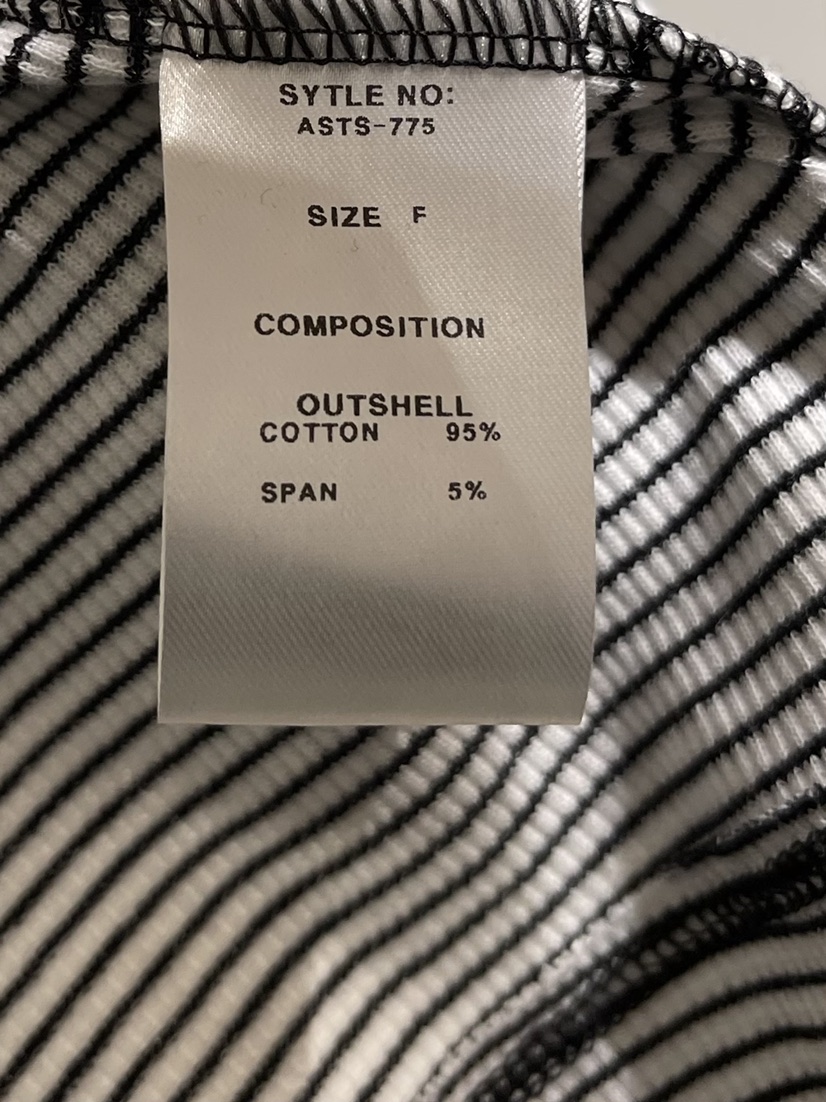 SYTLE NO:
ASTS-775
SIZE F
COMPOSITION
OUTSHELL
COTTON 95%
SPAN 5%